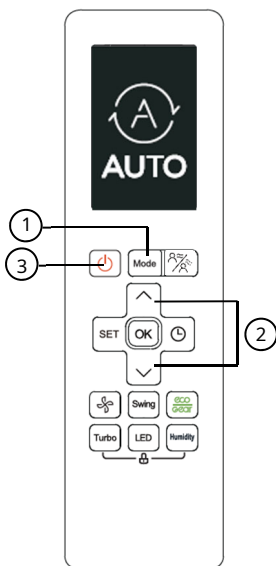 A
AUTO
1
3
Mode
SET
OK
2
Swing
eco
Gear
Turbo
LED
Humidity